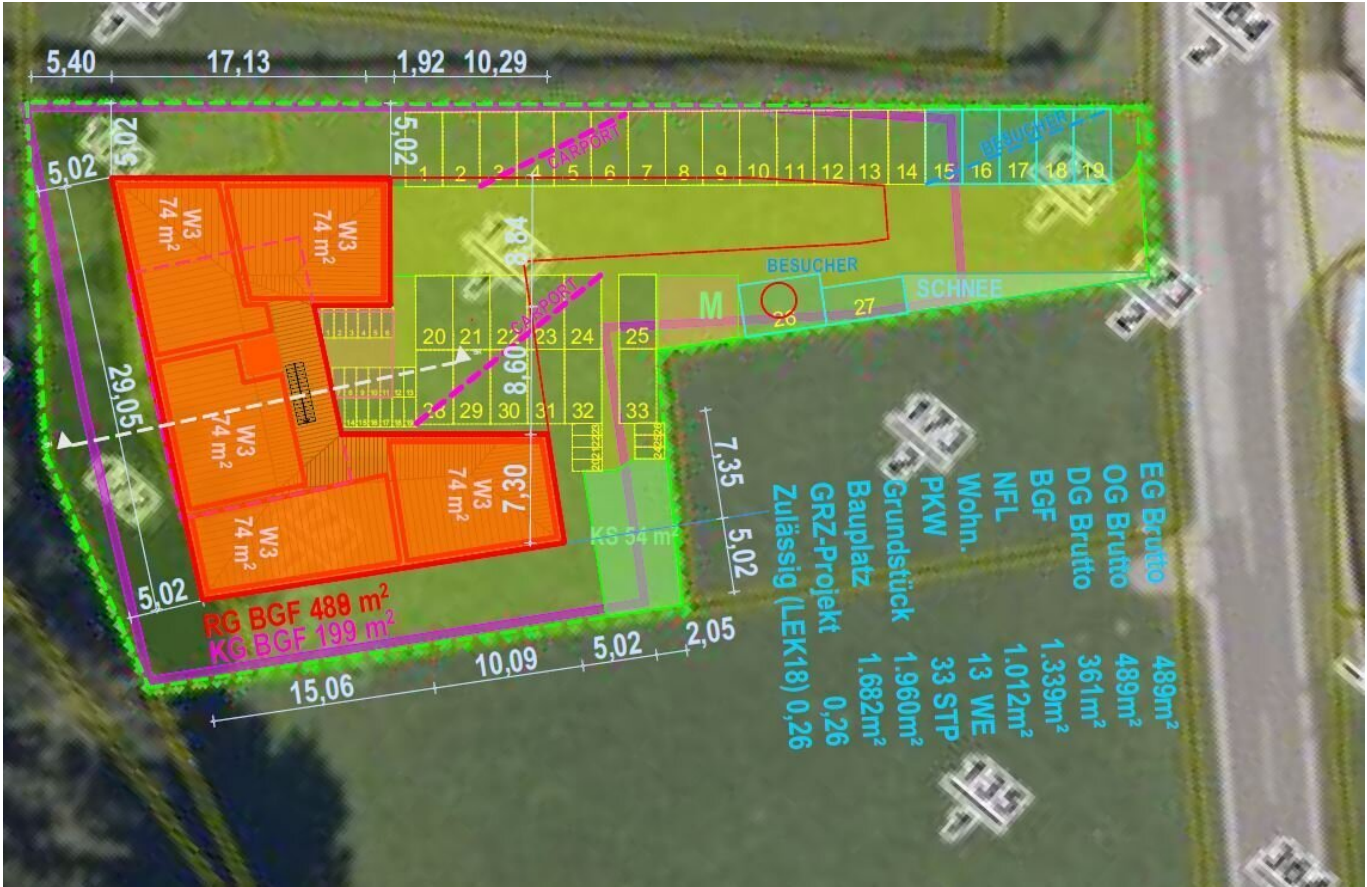 5,40 17,13 1,92 10,29
5,02
5,02
5,02
1 2 3 4 5 6 7 8 9 10 11 12 13 14 15 16 17 18 19
CARPORT
BESUCHER
W3
74 m²
W3
74 m²
8,84
BESUCHER
M
26 27
SCHNEE
20 21 22 23 24 25
CARPORT
8,60
28 29 30 31 32 33
29,05
W3
74 m²
W3
74 m²
7,30
W3
74 m²
KS 54 m²
7,35
5,02
5,02
RG BGF 489 m²
KG BGF 199 m²
15,06 10,09 5,02 2,05
EG Brutto 489m²
OG Brutto 489m²
DG Brutto 361m²
BGF 1.339m²
NFL 1.012m²
Wohn. 13 WE
PKW 33 STP
Grundstück 1.960m²
Bauplatz 1.682m²
GRZ-Projekt 0,26
Zulässig (LEK18) 0,26
173
135